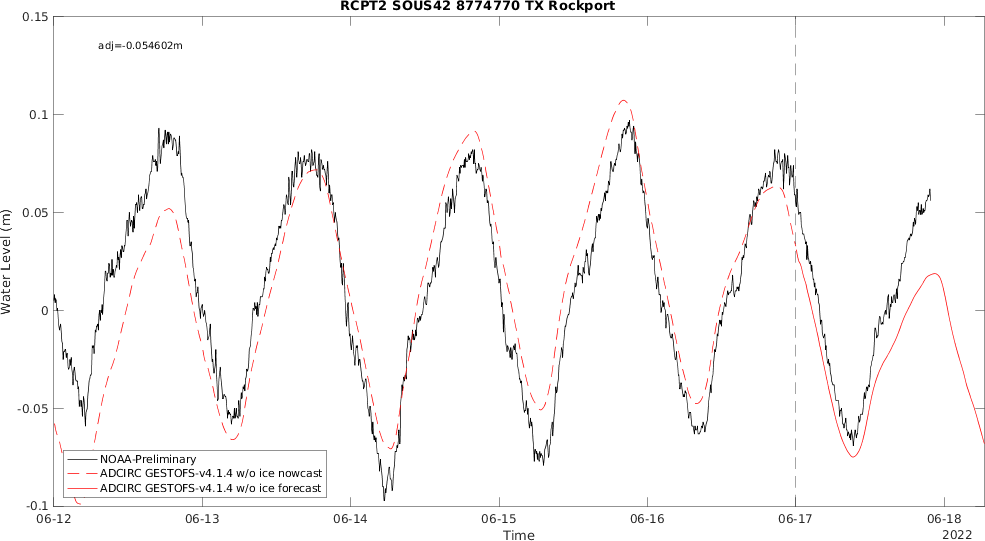 RCPT2 SOUS42 8774770 TX Rockport
0.15
adj=-0.054602m
0.1
0.05
Water Level (m)
0
-0.05
NOAA-Preliminary
ADCIRC GESTOFS-v4.1.4 w/o ice nowcast
ADCIRC GESTOFS-v4.1.4 w/o ice forecast
-0.1
06-12 06-13 06-14 06-15 06-16 06-17 06-18
Time 2022